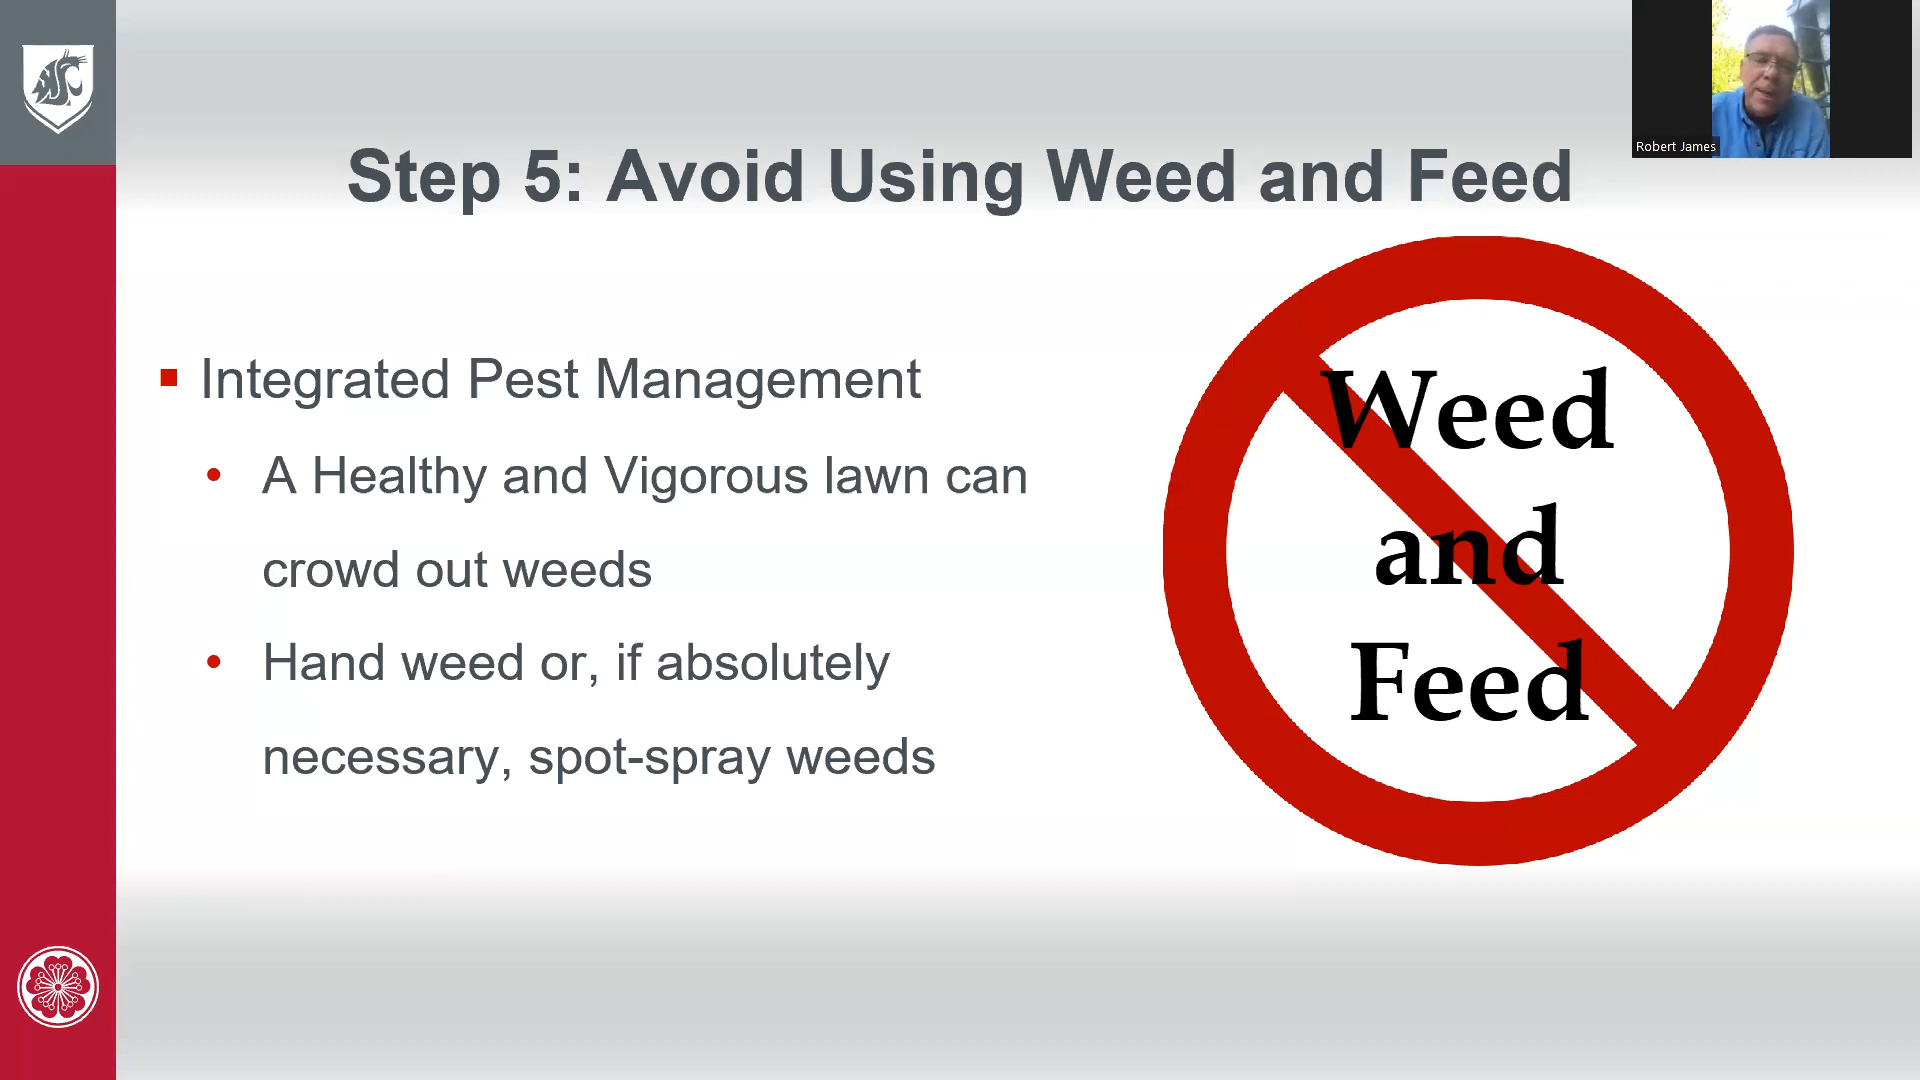 Robert James
Step 5: Avoid Using Weed and Feed
▪ Integrated Pest Management
• A Healthy and Vigorous lawn can
crowd out weeds
• Hand weed or, if absolutely
necessary, spot-spray weeds
Weed
and
Feed